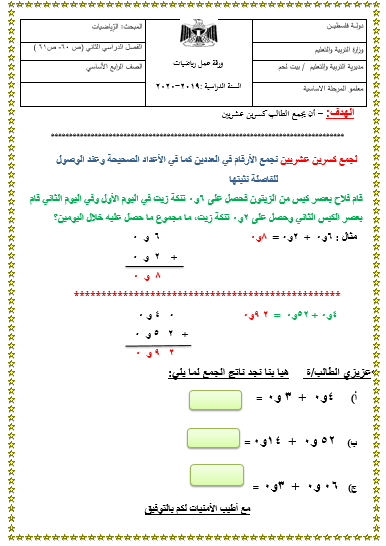 دولة فلسطين
وزارة التربية والتعليم
مديرية التربية والتعليم / بيت لحم
معلمو المرحلة الاساسية
ورقة عمل رياضيات
السنة الدراسية :٢٠١٩-٢٠٢٠
المبحث: الرياضيات
الفصل الدراسي الثاني (ص ٦٠- ص٦١ )
الصف الرابع الأساسي
الهدف: – أن يجمع الطالب كسرين عشريين
لجمع كسرين عشريين نجمع الأرقام في العددين كما في الأعداد الصحيحة وعند الوصول
للفاصلة نثبتها
قام فلاح بعصر كيس من الزيتون فحصل على ٦و٠ تنكة زيت في اليوم الأول وفي اليوم الثاني قام
بعصر الكيس الثاني وحصل على ٢و٠ تنكة زيت، ما مجموع ما حصل عليه خلال اليومين؟
مثال : ٦و٠ + ٢و٠ = ٨و٠
٦ و ٠
+ ٢ و ٠
٨ و ٠
٤و٠ + ٥٢و٠ = ٩٢و٠
٠ ٤ و ٠
+ ٢ ٥ و ٠
٢ ٩ و ٠
عزيزي الطالب/ة هيا بنا نجد ناتج الجمع لما يلي:
أ) ٤و٠ + ٣و٠ =
ب) ٥٢و٠ + ١٤و٠ =
ج) ٠٦و٠ + ٣و٠ =
مع أطيب الأمنيات لكم بالتوفيق